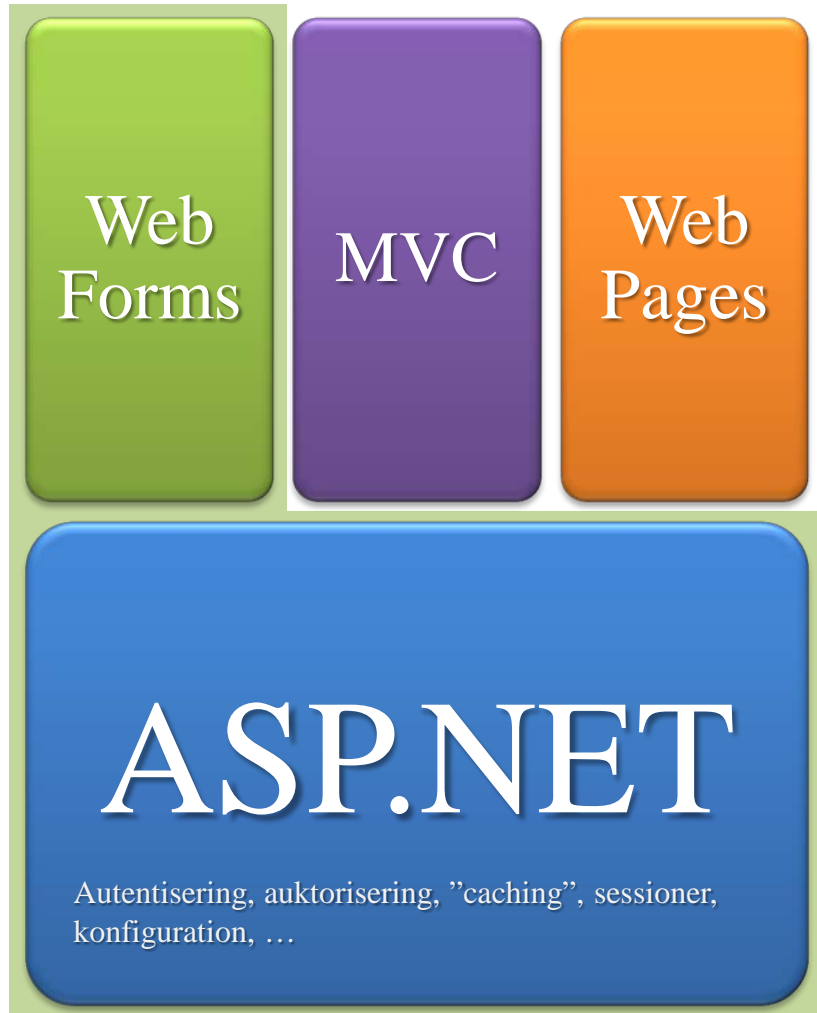 Web
Forms
MVC
Web
Pages
ASP.NET
Autentisering, auktorisering, ”caching”, sessioner,
konfiguration, …